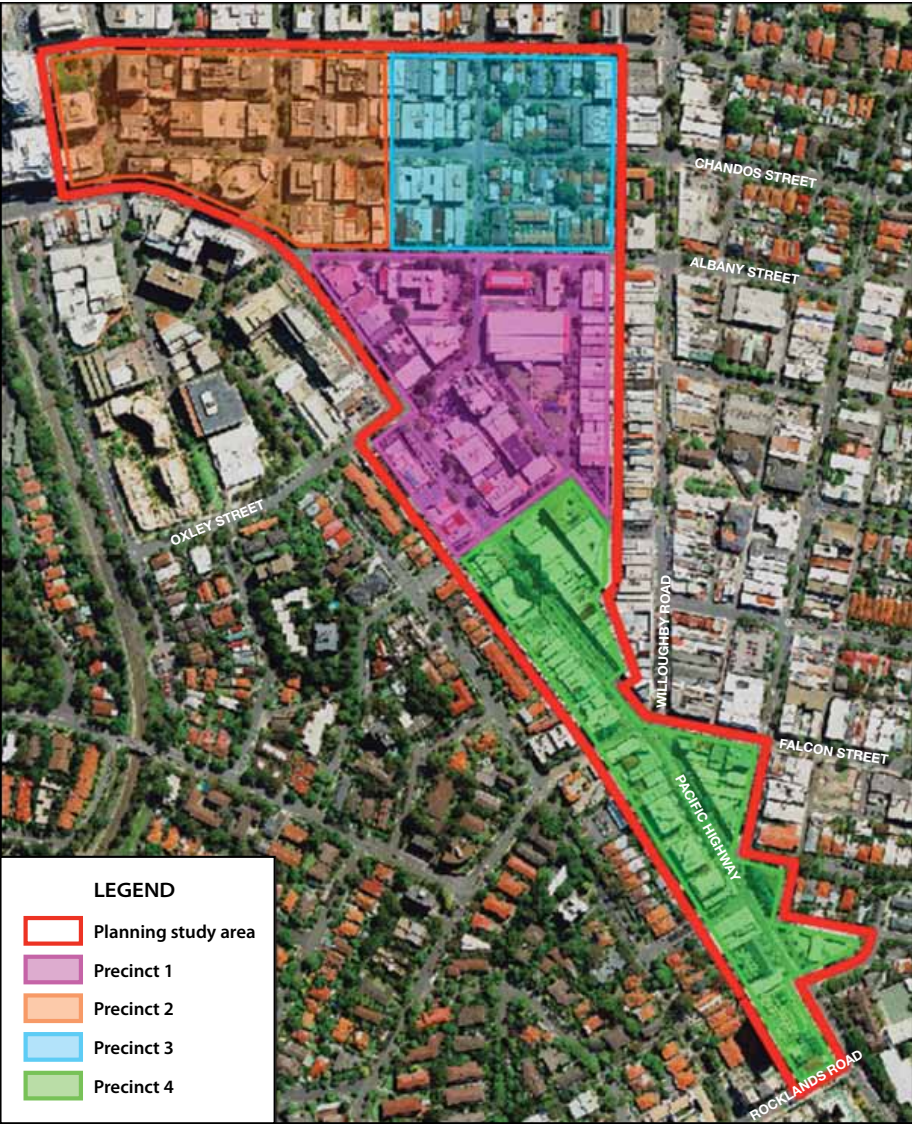 CHANDOS STREET
ALBANY STREET
OXLEY STREET
WILLOUGHBY ROAD
FALCON STREET
PACIFIC HIGHWAY
ROCKLANDS ROAD
LEGEND
Planning study area
Precinct 1
Precinct 2
Precinct 3
Precinct 4